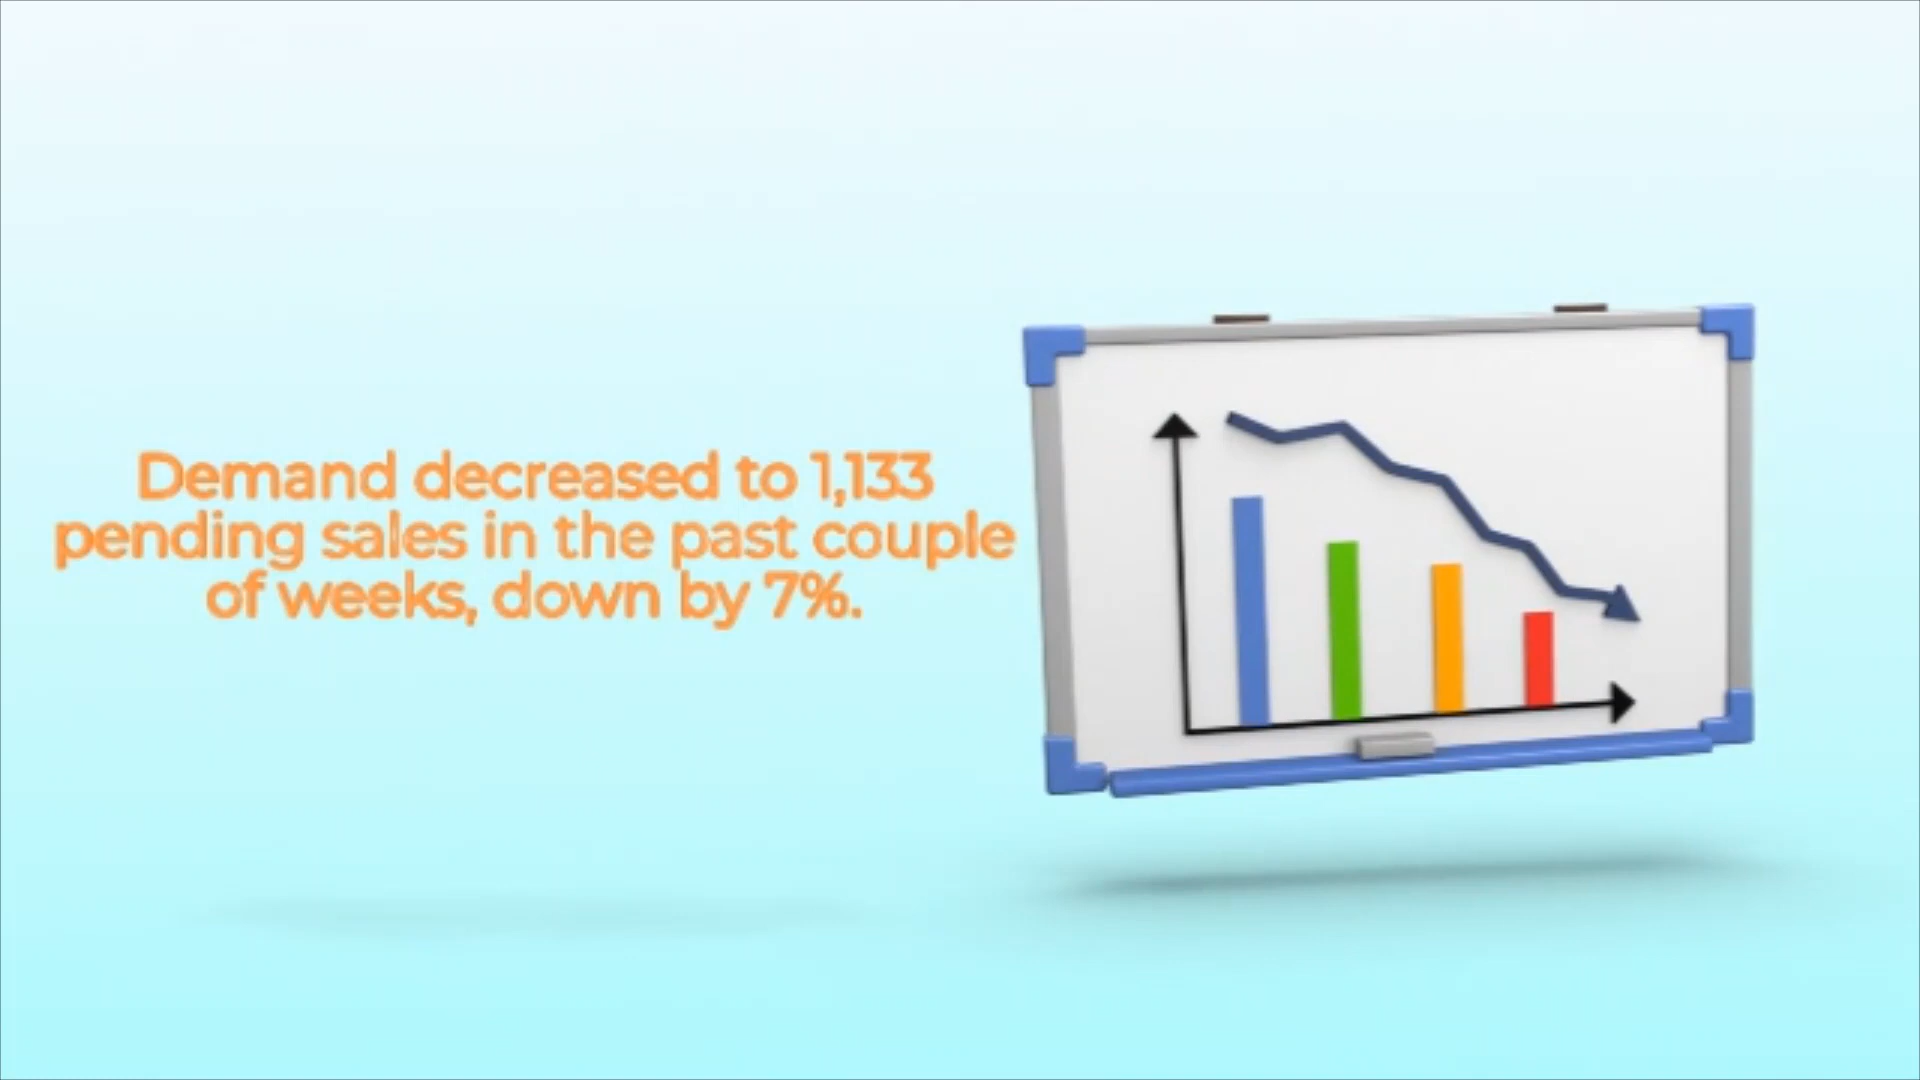 Demand decreased to 1,133
pending sales in the past couple
of weeks, down by 7%.